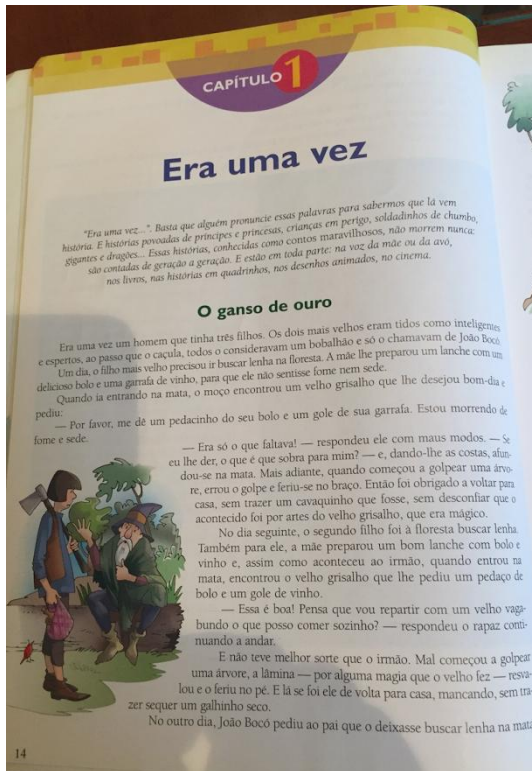 CAPÍTULO 1
Era uma vez
"Era uma vez...". Basta que alguém pronuncie essas palavras para sabermos que lá vem
história. E histórias povoadas de príncipes e princesas, crianças em perigo, soldadinhos de chumbo,
gigantes e dragões... Essas histórias, conhecidas como contos maravilhosos, não morrem nunca:
são contadas de geração a geração. E estão em toda parte: na voz da mãe ou da avó,
nos livros, nas histórias em quadrinhos, nos desenhos animados, no cinema.
O ganso de ouro
Era uma vez um homem que tinha três filhos. Os dois mais velhos eram tidos como inteligentes
e espertos, ao passo que o caçula, todos o consideravam um bobalhão e só o chamavam de João Bocó.
Um dia, o filho mais velho precisou ir buscar lenha na floresta. A mãe lhe preparou um lanche com um
delicioso bolo e uma garrafa de vinho, para que ele não sentisse fome nem sede.
Quando ia entrando na mata, o moço encontrou um velho grisalho que lhe desejou bom-dia e
pediu:
— Por favor, me dê um pedacinho do seu bolo e um gole de sua garrafa. Estou morrendo de
fome e sede.
— Era só o que faltava! — respondeu ele com maus modos. — Se
eu lhe der, o que é que sobra para mim? — e, dando-lhe as costas, afun-
dou-se na mata. Mais adiante, quando começou a golpear uma árvo-
re, errou o golpe e feriu-se no braço. Então foi obrigado a voltar para
casa, sem trazer um cavaquinho que fosse, sem desconfiar que o
acontecido foi por artes do velho grisalho, que era mágico.
No dia seguinte, o segundo filho foi à floresta buscar lenha.
Também para ele, a mãe preparou um bom lanche com bolo e
vinho e, assim como aconteceu ao irmão, quando entrou na
mata, encontrou o velho grisalho que lhe pediu um pedaço de
bolo e um gole de vinho.
— Essa é boa! Pensa que vou repartir com um velho vaga-
bundo o que posso comer sozinho? — respondeu o rapaz conti-
nuando a andar.
E não teve melhor sorte que o irmão. Mal começou a golpear
uma árvore, a lâmina — por alguma magia que o velho fez — resva-
lou e o feriu no pé. E lá se foi ele de volta para casa, mancando, sem tra-
zer sequer um galhinho seco.
No outro dia, João Bocó pediu ao pai que o deixasse buscar lenha na mata
14